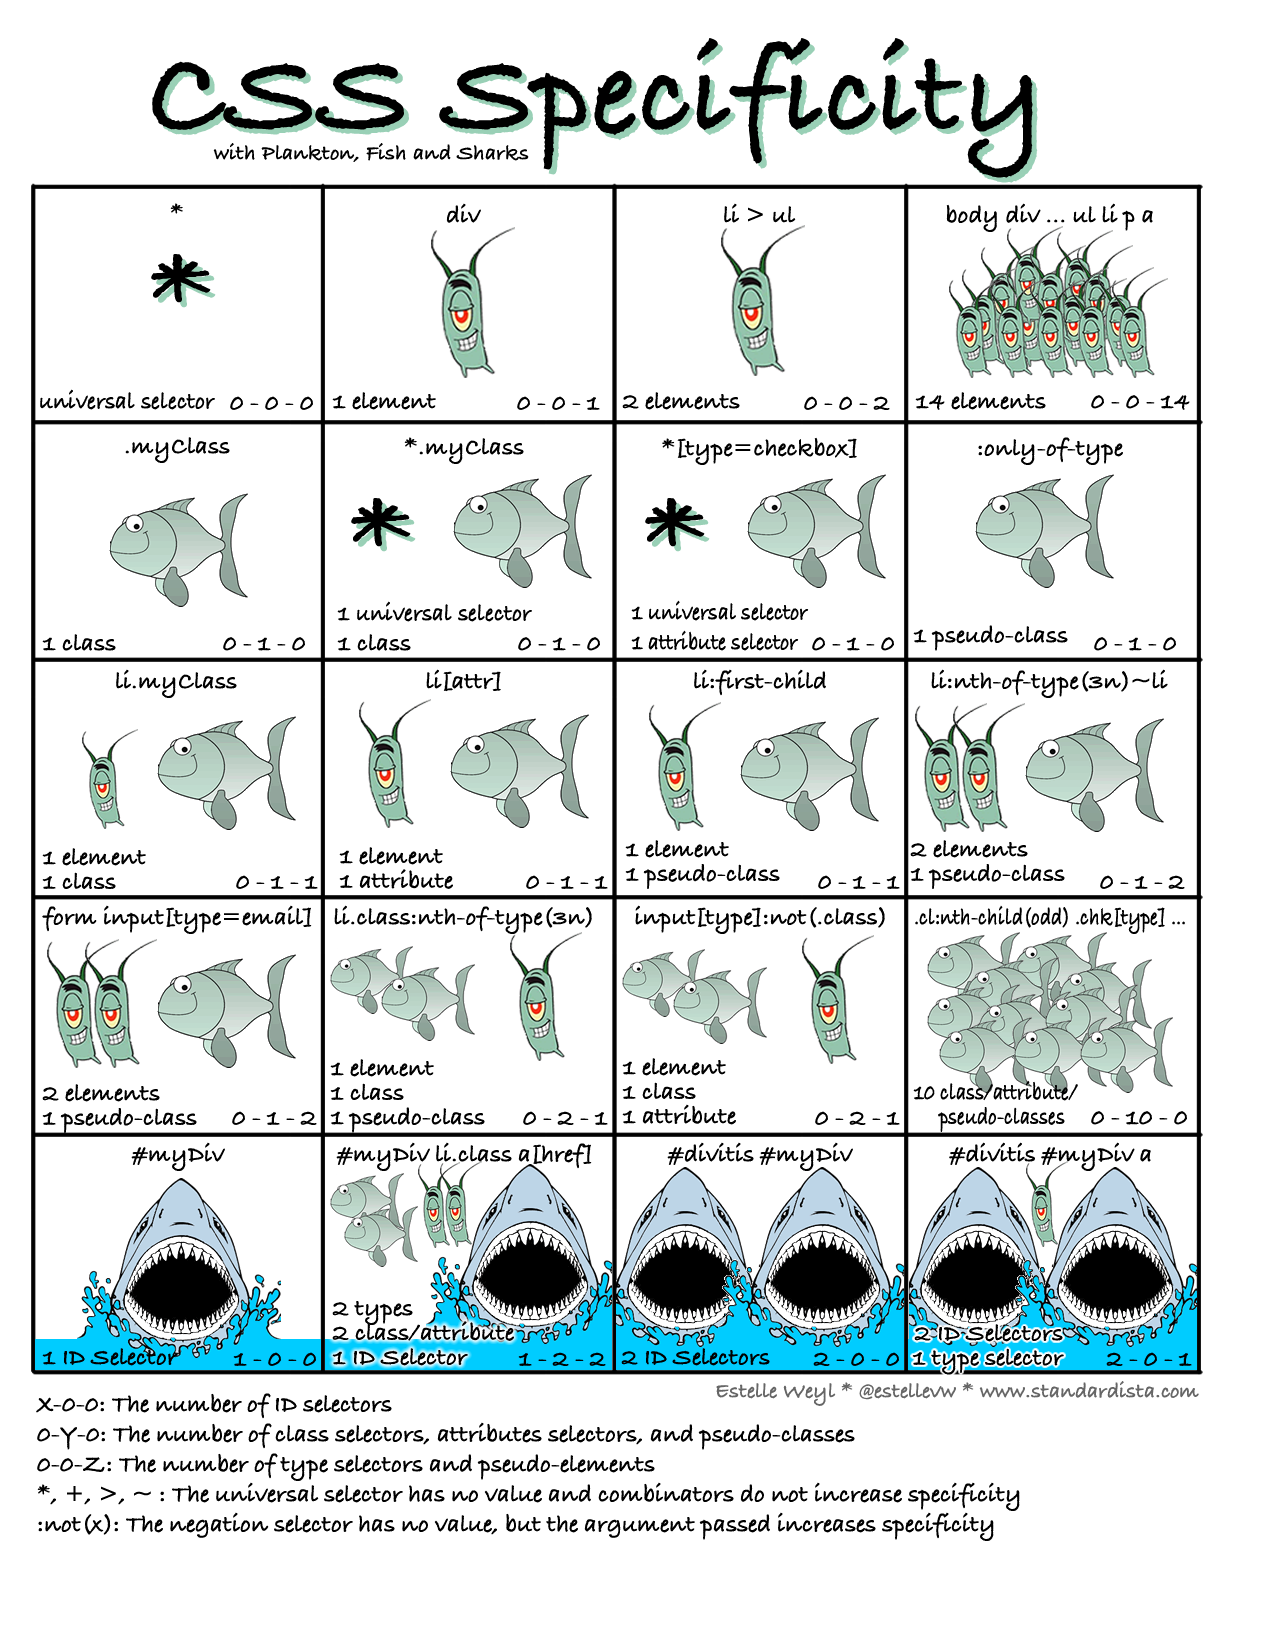 CSS Specificity
with Plankton, Fish and Sharks
*
*
universal selector 0-0-0
div
1 element 0-0-1
li > ul
2 elements 0-0-2
body div ... ul li p a
14 elements 0-0-14
.myClass
1 class 0-1-0
*.myClass
*
1 universal selector
1 class 0-1-0
*[type=checkbox]
*
1 universal selector
1 attribute selector 0-1-0
:only-of-type
1 pseudo-class 0-1-0
li.myClass
1 element
1 class 0-1-1
li[attr]
1 element
1 attribute 0-1-1
li:first-child
1 element
1 pseudo-class 0-1-1
li:nth-of-type(3n)~li
2 elements
1 pseudo-class 0-1-2
form input[type=email]
2 elements
1 pseudo-class 0-1-2
li.class:nth-of-type(3n)
1 element
1 class
1 pseudo-class 0-2-1
input[type]:not(.class)
1 element
1 class
1 attribute 0-2-1
.cl:nth-child(odd) .chk[type] ...
10 class/attribute/
pseudo-classes 0-10-0
#myDiv
1 ID Selector 1-0-0
#myDiv li.class a[href]
2 types
2 class/attribute
1 ID Selector 1-2-2
#divitis #myDiv
2 ID Selectors 2-0-0
#divitis #myDiv a
2 ID Selectors
1 type selector 2-0-1
Estelle Weyl * @estellevw * www.standardista.com
X-0-0: The number of ID selectors
0-Y-0: The number of class selectors, attributes selectors, and pseudo-classes
0-0-Z: The number of type selectors and pseudo-elements
*, +, >, ~ : The universal selector has no value and combinators do not increase specificity
:not(x): The negation selector has no value, but the argument passed increases specificity